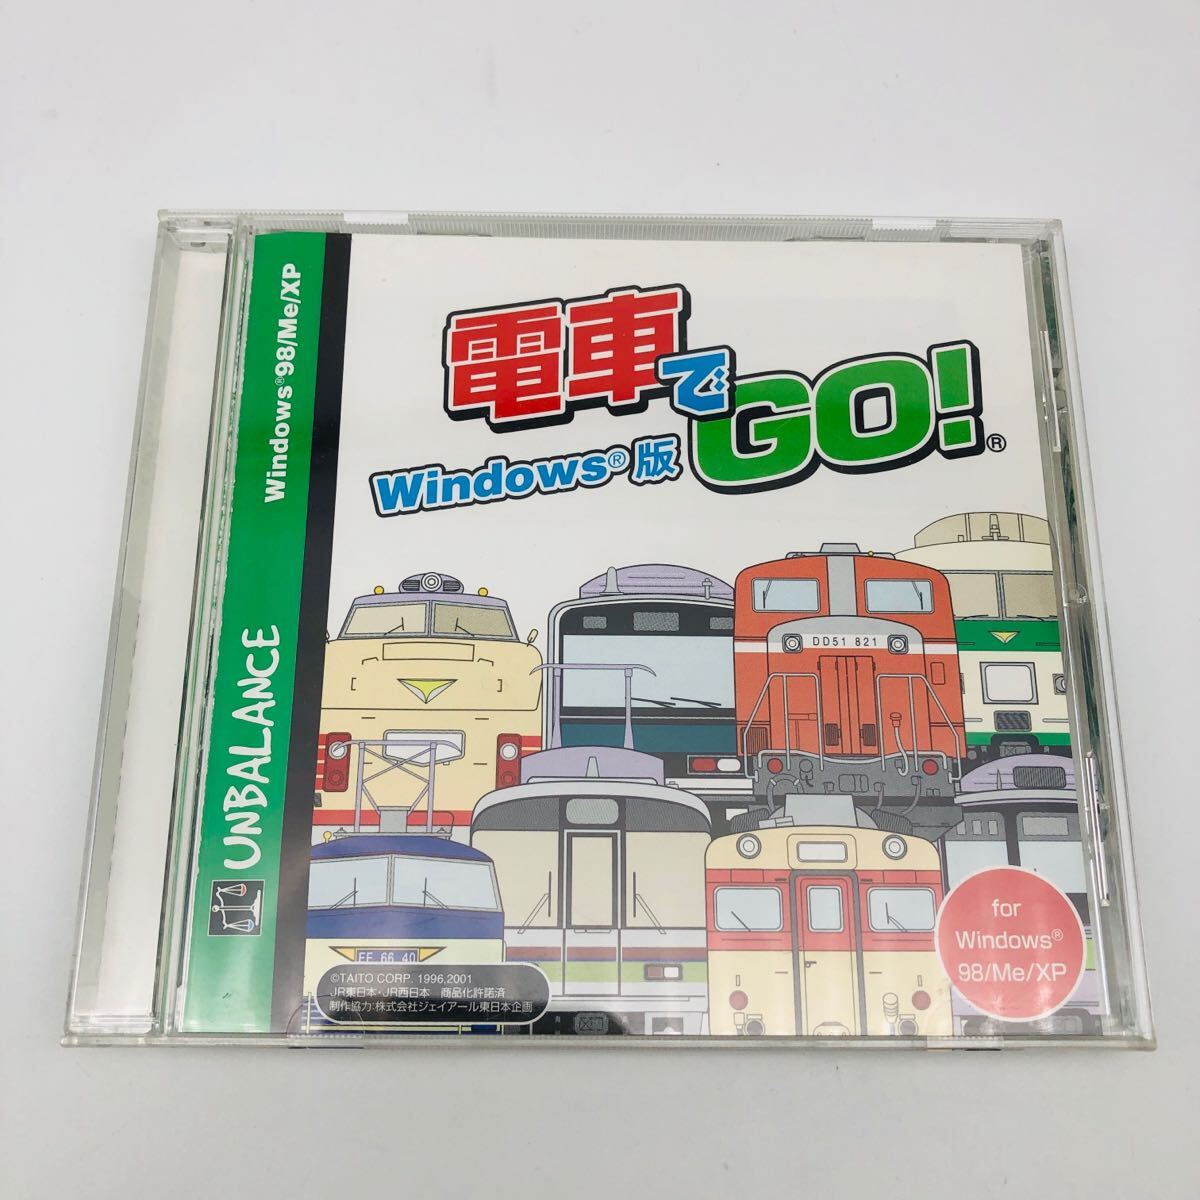 Windows®98/Me/XP
UNBALANCE
電車でGO!®
Windows®版
DD51 821
EF 66 40
for
Windows®
98/Me/XP
©TAITO CORP. 1996,2001
JR東日本・JR西日本 商品化許諾済
制作協力:株式会社ジェイアール東日本企画